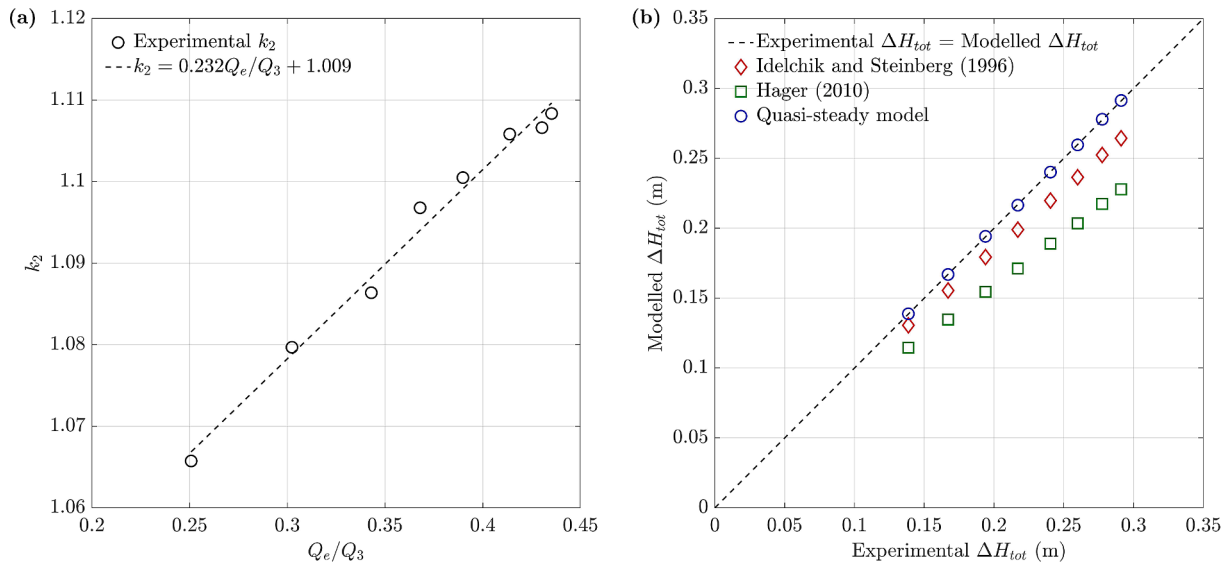 (a)
1.12
1.11
1.1
1.09
1.08
1.07
1.06
k₂
Experimental k₂
k₂ = 0.232Qₑ/Q₃ + 1.009
0.2 0.25 0.3 0.35 0.4 0.45
Qₑ/Q₃
(b)
0.35
0.3
0.25
0.2
0.15
0.1
0.05
0
Modelled ΔH_tot (m)
Experimental ΔH_tot = Modelled ΔH_tot
Idelchik and Steinberg (1996)
Hager (2010)
Quasi-steady model
0 0.05 0.1 0.15 0.2 0.25 0.3 0.35
Experimental ΔH_tot (m)